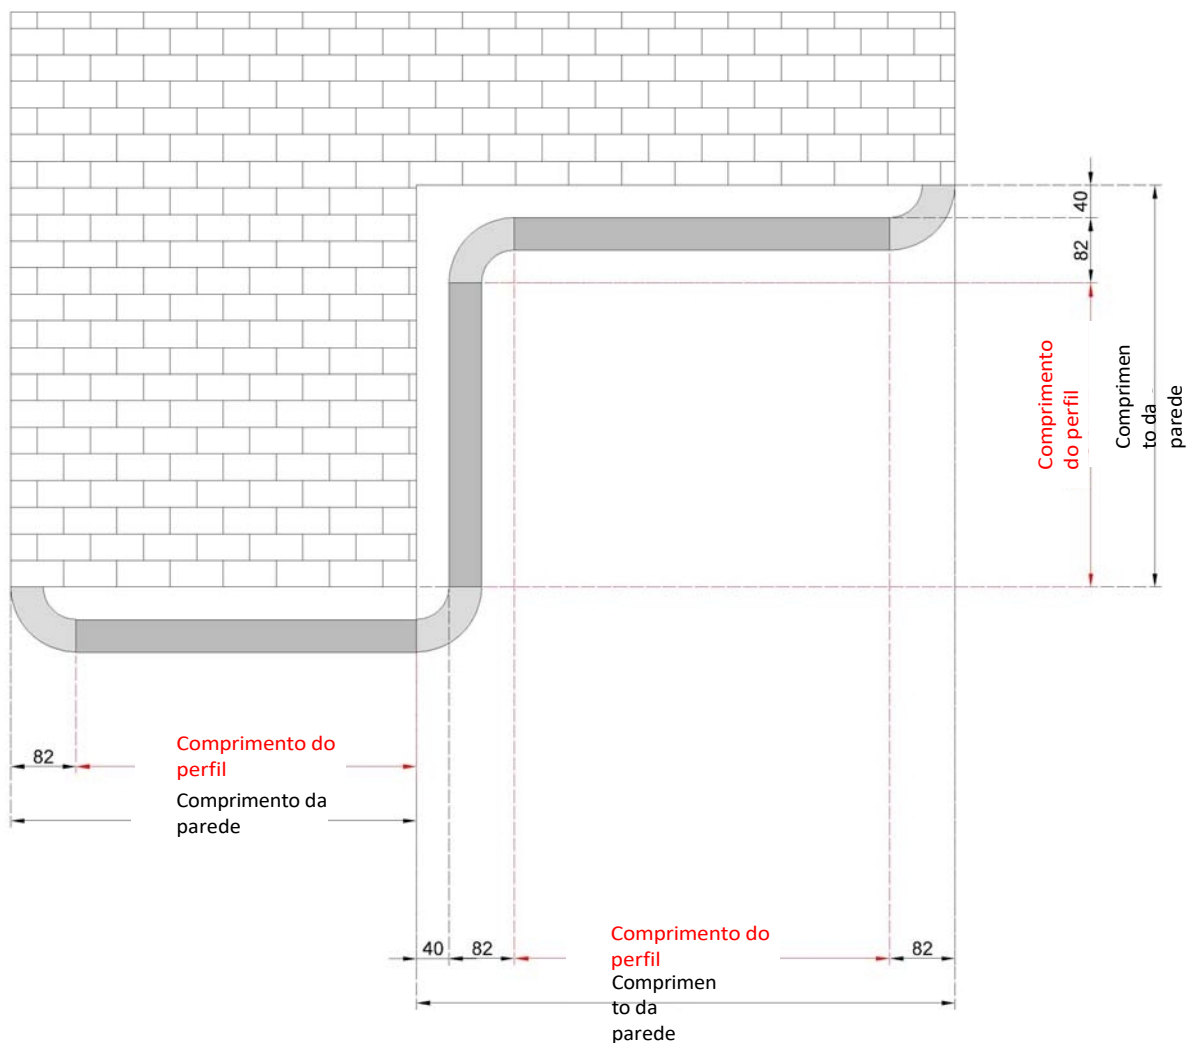 40
82
Comprimento
do perfil
Comprimen
to da
parede
82
Comprimento do
perfil
Comprimento da
parede
40
82
Comprimento do
perfil
82
Comprimen
to da
parede